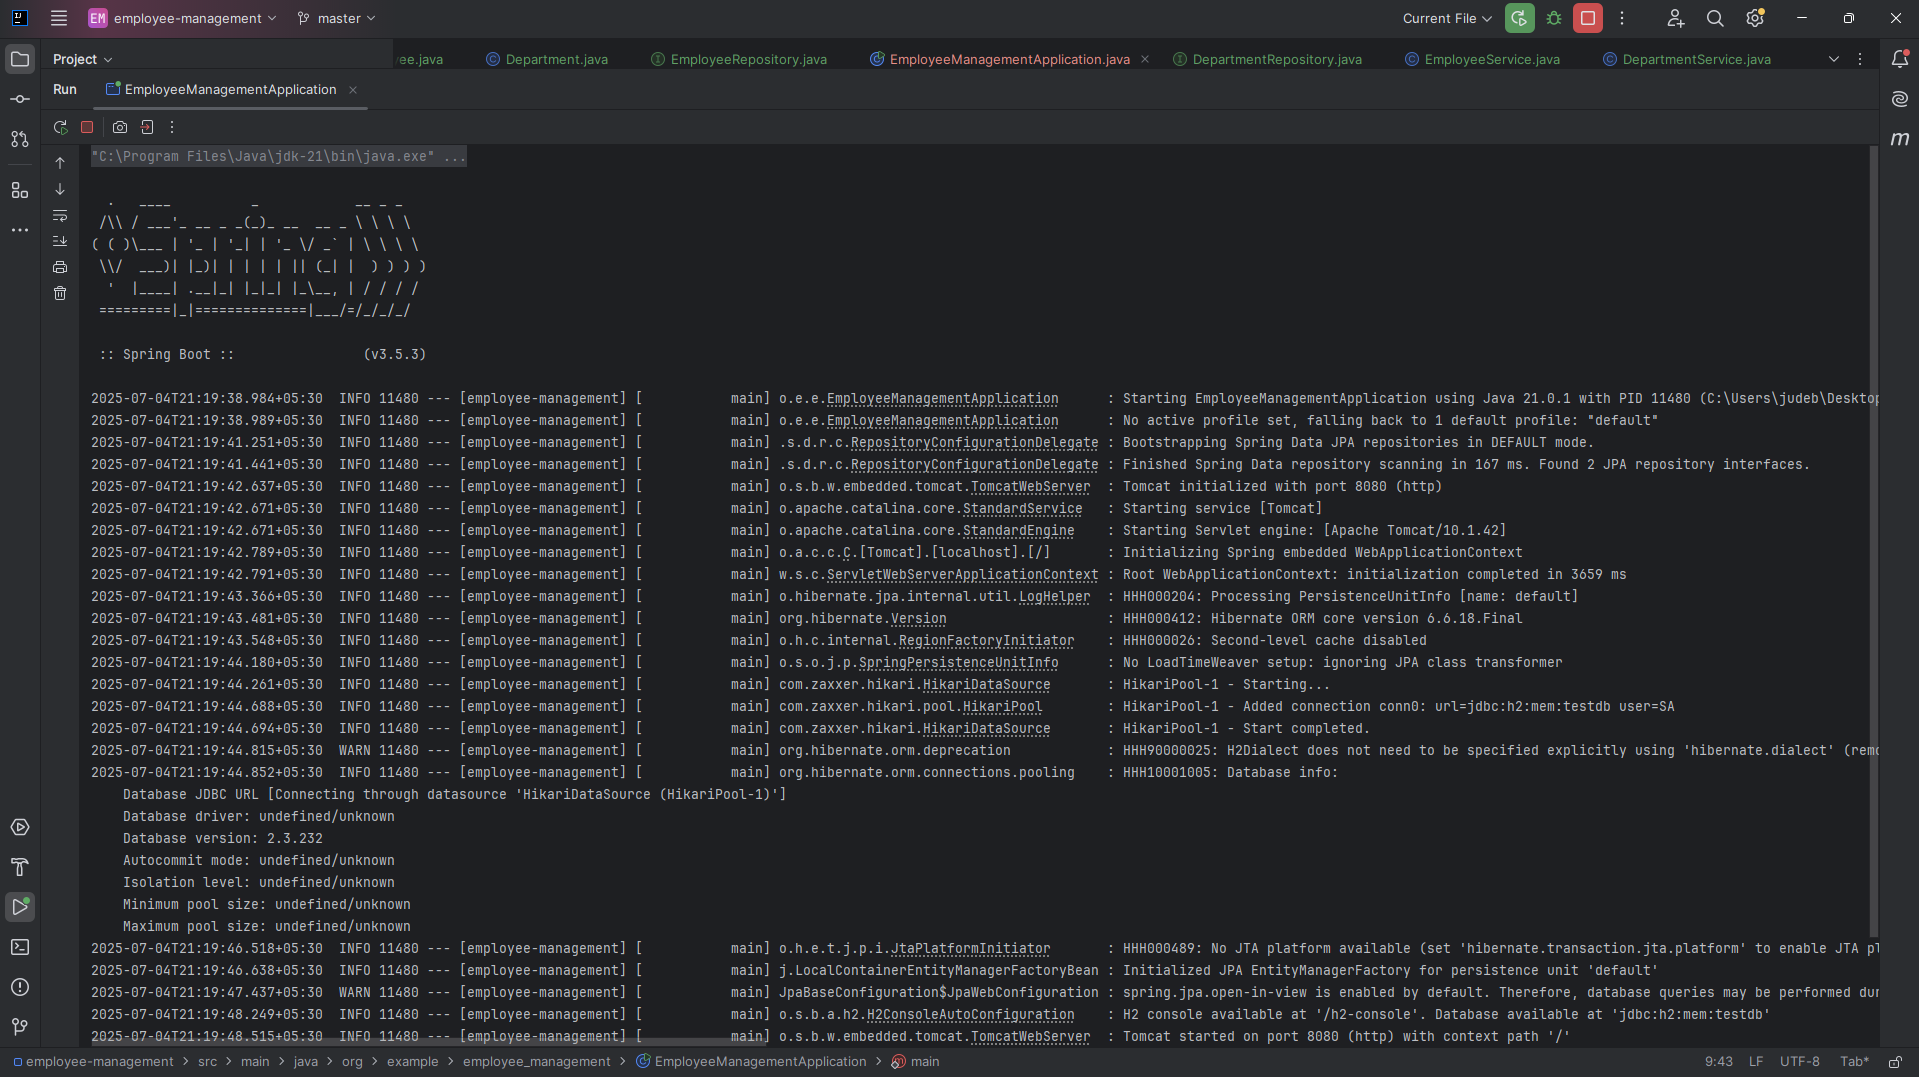 EM employee-management master Current File
Project ee.java Department.java EmployeeRepository.java EmployeeManagementApplication.java DepartmentRepository.java EmployeeService.java DepartmentService.java
Run EmployeeManagementApplication
"C:\Program Files\Java\jdk-21\bin\java.exe" ...
  .   ____          _            __ _ _
 /\\ / ___'_ __ _ _(_)_ __  __ _ \ \ \ \
( ( )\___ | '_ | '_| | '_ \/ _` | \ \ \ \
 \\/  ___)| |_)| | | | | || (_| |  ) ) ) )
  '  |____| .__|_| |_|_| |_\__, | / / / /
 =========|_|==============|___/=/_/_/_/
 :: Spring Boot ::                (v3.5.3)
2025-07-04T21:19:38.984+05:30  INFO 11480 --- [employee-management] [           main] o.e.e.EmployeeManagementApplication      : Starting EmployeeManagementApplication using Java 21.0.1 with PID 11480 (C:\Users\judeb\Desktop
2025-07-04T21:19:38.989+05:30  INFO 11480 --- [employee-management] [           main] o.e.e.EmployeeManagementApplication      : No active profile set, falling back to 1 default profile: "default"
2025-07-04T21:19:41.251+05:30  INFO 11480 --- [employee-management] [           main] .s.d.r.c.RepositoryConfigurationDelegate : Bootstrapping Spring Data JPA repositories in DEFAULT mode.
2025-07-04T21:19:41.441+05:30  INFO 11480 --- [employee-management] [           main] .s.d.r.c.RepositoryConfigurationDelegate : Finished Spring Data repository scanning in 167 ms. Found 2 JPA repository interfaces.
2025-07-04T21:19:42.637+05:30  INFO 11480 --- [employee-management] [           main] o.s.b.w.embedded.tomcat.TomcatWebServer  : Tomcat initialized with port 8080 (http)
2025-07-04T21:19:42.671+05:30  INFO 11480 --- [employee-management] [           main] o.apache.catalina.core.StandardService   : Starting service [Tomcat]
2025-07-04T21:19:42.671+05:30  INFO 11480 --- [employee-management] [           main] o.apache.catalina.core.StandardEngine    : Starting Servlet engine: [Apache Tomcat/10.1.42]
2025-07-04T21:19:42.789+05:30  INFO 11480 --- [employee-management] [           main] o.a.c.c.C.[Tomcat].[localhost].[/]       : Initializing Spring embedded WebApplicationContext
2025-07-04T21:19:42.791+05:30  INFO 11480 --- [employee-management] [           main] w.s.c.ServletWebServerApplicationContext : Root WebApplicationContext: initialization completed in 3659 ms
2025-07-04T21:19:43.366+05:30  INFO 11480 --- [employee-management] [           main] o.hibernate.jpa.internal.util.LogHelper  : HHH000204: Processing PersistenceUnitInfo [name: default]
2025-07-04T21:19:43.481+05:30  INFO 11480 --- [employee-management] [           main] org.hibernate.Version                    : HHH000412: Hibernate ORM core version 6.6.18.Final
2025-07-04T21:19:43.548+05:30  INFO 11480 --- [employee-management] [           main] o.h.c.internal.RegionFactoryInitiator    : HHH000026: Second-level cache disabled
2025-07-04T21:19:44.180+05:30  INFO 11480 --- [employee-management] [           main] o.s.o.j.p.SpringPersistenceUnitInfo      : No LoadTimeWeaver setup: ignoring JPA class transformer
2025-07-04T21:19:44.261+05:30  INFO 11480 --- [employee-management] [           main] com.zaxxer.hikari.HikariDataSource       : HikariPool-1 - Starting...
2025-07-04T21:19:44.688+05:30  INFO 11480 --- [employee-management] [           main] com.zaxxer.hikari.pool.HikariPool        : HikariPool-1 - Added connection conn0: url=jdbc:h2:mem:testdb user=SA
2025-07-04T21:19:44.694+05:30  INFO 11480 --- [employee-management] [           main] com.zaxxer.hikari.HikariDataSource       : HikariPool-1 - Start completed.
2025-07-04T21:19:44.815+05:30  WARN 11480 --- [employee-management] [           main] org.hibernate.orm.deprecation            : HHH90000025: H2Dialect does not need to be specified explicitly using 'hibernate.dialect' (remo
2025-07-04T21:19:44.852+05:30  INFO 11480 --- [employee-management] [           main] org.hibernate.orm.connections.pooling    : HHH10001005: Database info:
    Database JDBC URL [Connecting through datasource 'HikariDataSource (HikariPool-1)']
    Database driver: undefined/unknown
    Database version: 2.3.232
    Autocommit mode: undefined/unknown
    Isolation level: undefined/unknown
    Minimum pool size: undefined/unknown
    Maximum pool size: undefined/unknown
2025-07-04T21:19:46.518+05:30  INFO 11480 --- [employee-management] [           main] o.h.e.t.j.p.i.JtaPlatformInitiator       : HHH000489: No JTA platform available (set 'hibernate.transaction.jta.platform' to enable JTA pl
2025-07-04T21:19:46.638+05:30  INFO 11480 --- [employee-management] [           main] j.LocalContainerEntityManagerFactoryBean : Initialized JPA EntityManagerFactory for persistence unit 'default'
2025-07-04T21:19:47.437+05:30  WARN 11480 --- [employee-management] [           main] JpaBaseConfiguration$JpaWebConfiguration : spring.jpa.open-in-view is enabled by default. Therefore, database queries may be performed dur
2025-07-04T21:19:48.249+05:30  INFO 11480 --- [employee-management] [           main] o.s.b.a.h2.H2ConsoleAutoConfiguration    : H2 console available at '/h2-console'. Database available at 'jdbc:h2:mem:testdb'
2025-07-04T21:19:48.515+05:30  INFO 11480 --- [employee-management] [           main] o.s.b.w.embedded.tomcat.TomcatWebServer  : Tomcat started on port 8080 (http) with context path '/'
employee-management > src > main > java > org > example > employee_management > EmployeeManagementApplication > main 9:43 LF UTF-8 Tab*